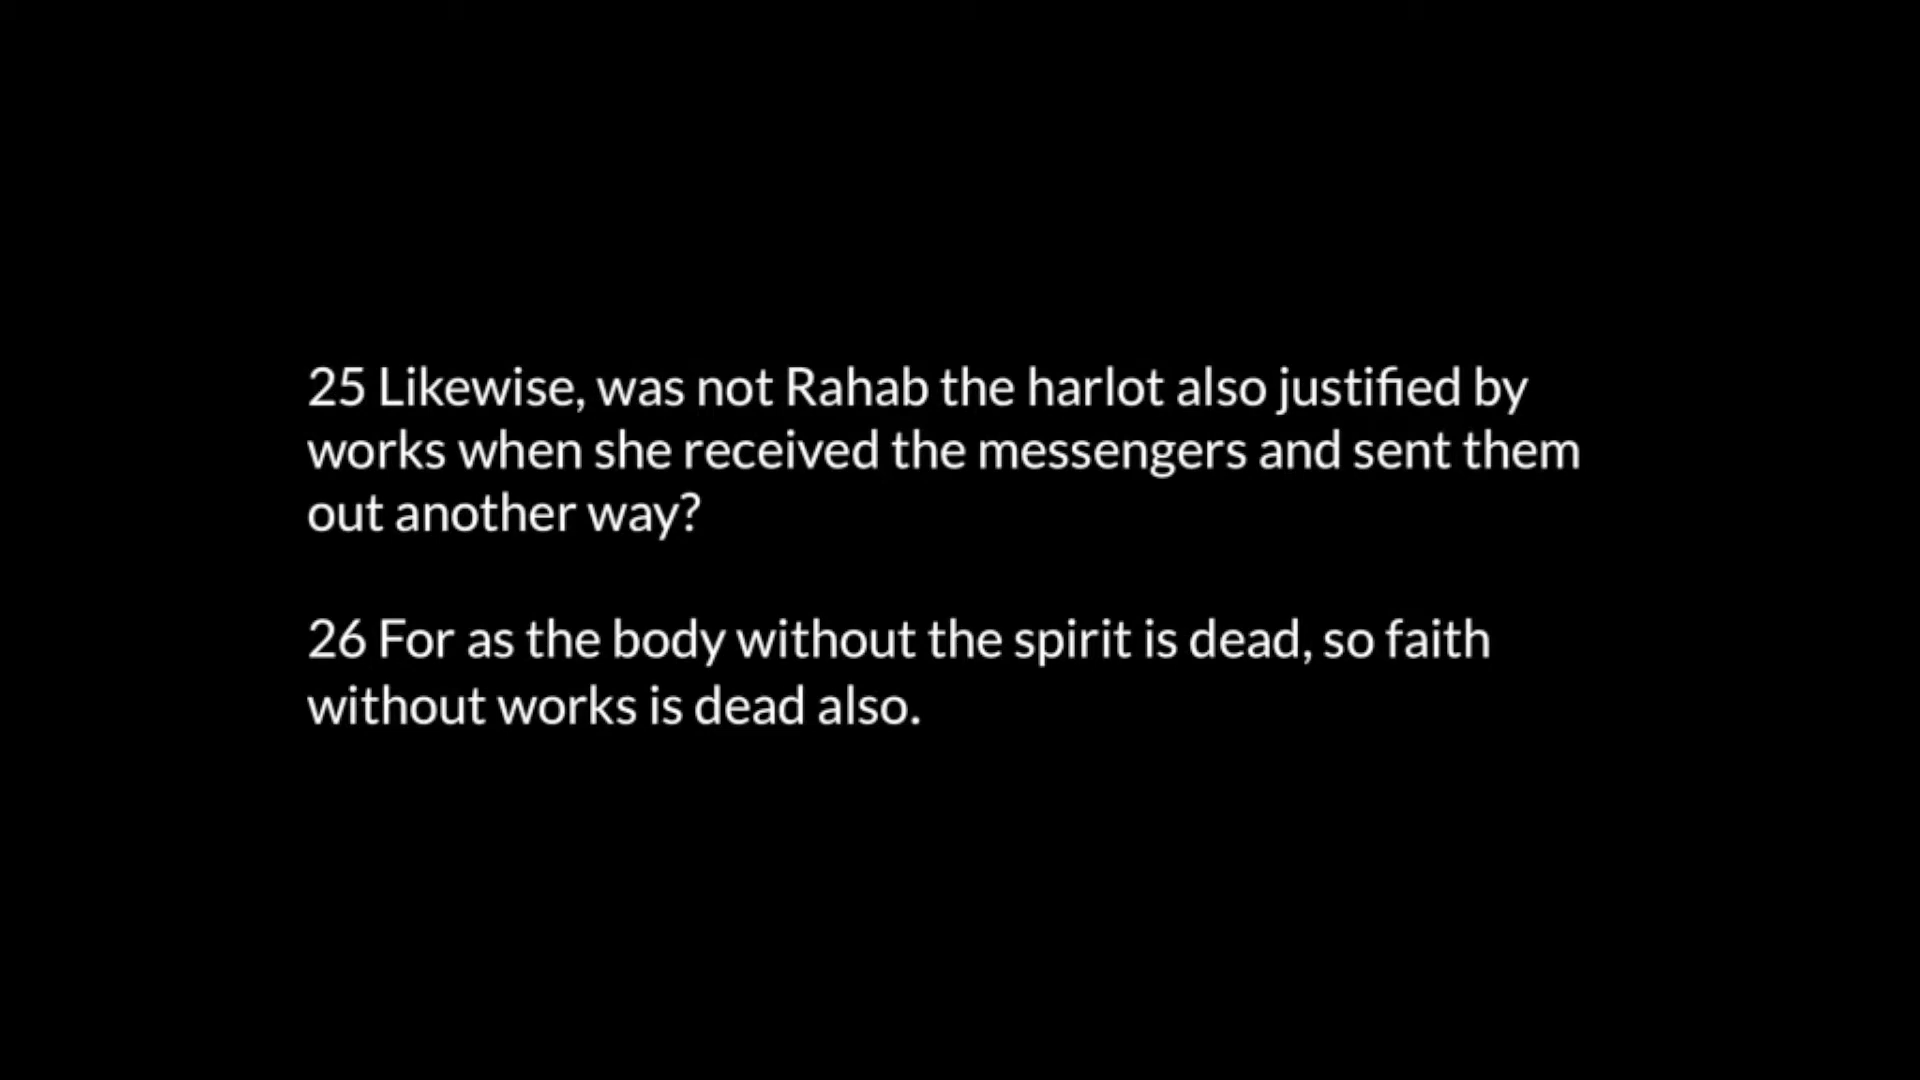 25 Likewise, was not Rahab the harlot also justified by
works when she received the messengers and sent them
out another way?
26 For as the body without the spirit is dead, so faith
without works is dead also.